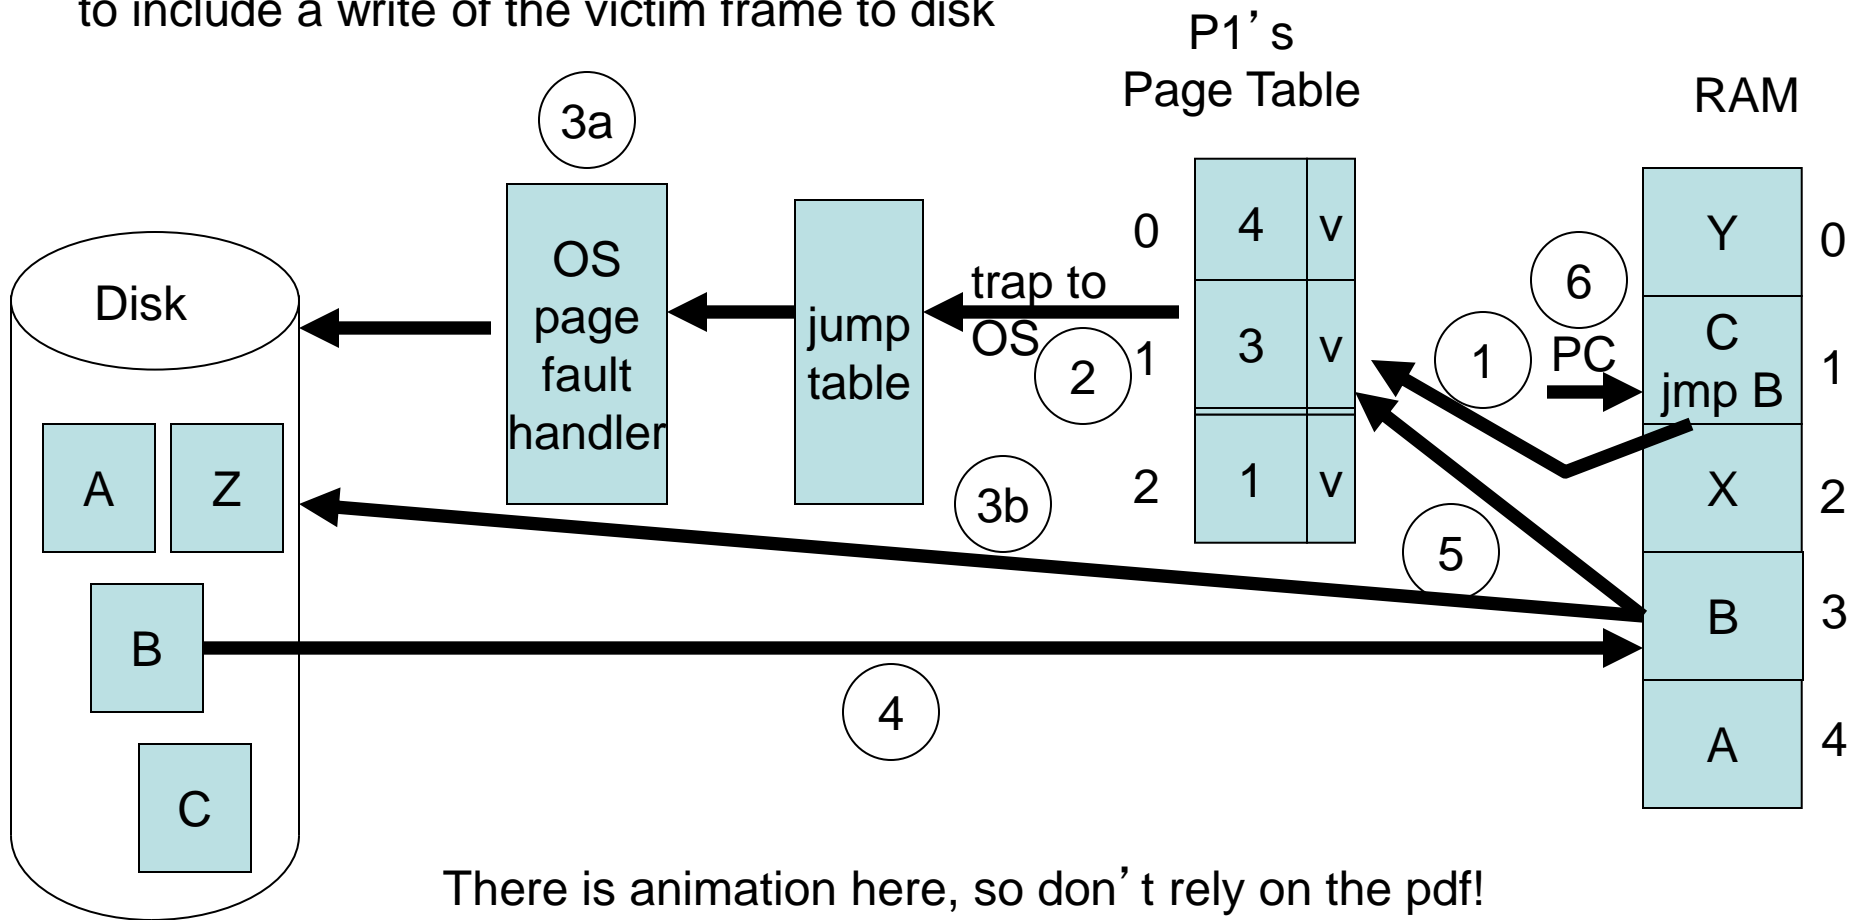 to include a write of the victim frame to disk
P1’s
Page Table
RAM
3a
Disk
OS
page
fault
handler
jump
table
trap to
OS
2
0
1
2
4 v
3 v
1 v
1
6
PC
Y
0
C
jmp B
1
X
2
B
3
A
4
A
Z
B
C
3b
5
4
There is animation here, so don’t rely on the pdf!